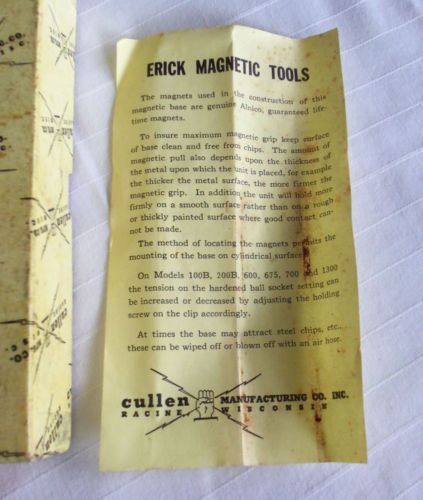 ERICK MAGNETIC TOOLS
The magnets used in the construction of this
magnetic base are genuine Alnico, guaranteed life-
time magnets.
To insure maximum magnetic grip keep surface
of base clean and free from chips. The amount of
magnetic pull also depends upon the thickness of
the metal upon which the unit is placed, for example
the thicker the metal surface, the more firmer the
magnetic grip. In addition the unit will hold more
firmly on a smooth surface rather than on a rough
or thickly painted surface where good contact can-
not be made.
The method of locating the magnets permits the
mounting of the base on cylindrical surfaces.
On Models 100B, 200B, 600, 675, 700 and 1300
the tension on the hardened ball socket setting can
be increased or decreased by adjusting the holding
screw on the clip accordingly.
At times the base may attract steel chips, etc.,
these can be wiped off or blown off with an air hose.
cullen MANUFACTURING CO. INC.
RACINE, WISCONSIN
cullen